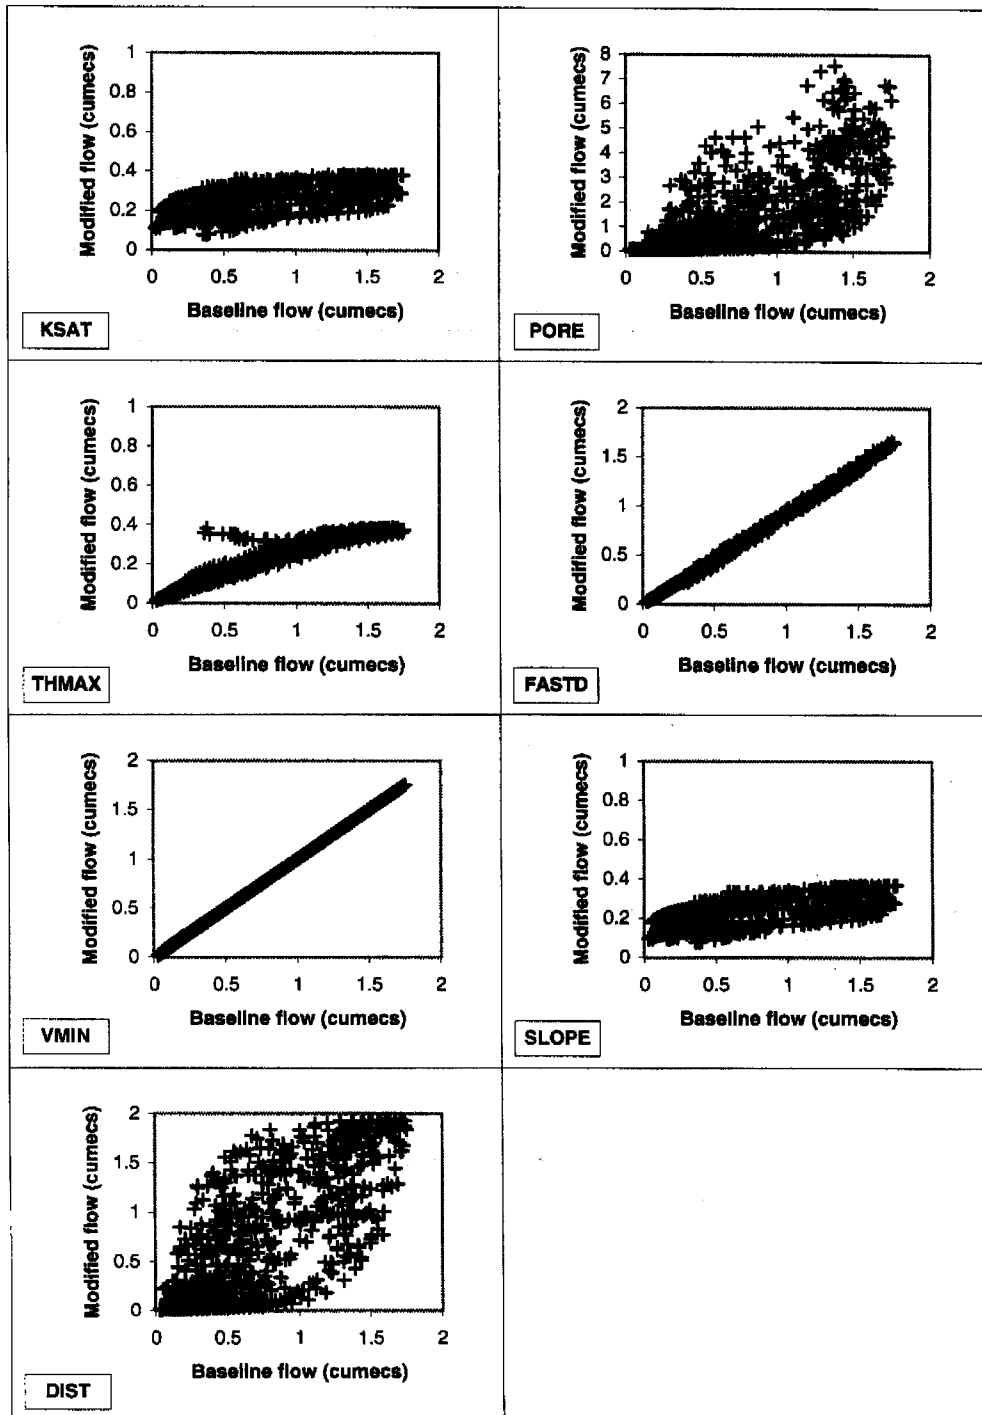 Modified flow (cumecs)
1
0.8
0.6
0.4
0.2
0
0 0.5 1 1.5 2
Baseline flow (cumecs)
KSAT
Modified flow (cumecs)
8
7
6
5
4
3
2
1
0
0 0.5 1 1.5 2
Baseline flow (cumecs)
PORE
Modified flow (cumecs)
1
0.8
0.6
0.4
0.2
0
0 0.5 1 1.5 2
Baseline flow (cumecs)
THMAX
Modified flow (cumecs)
2
1.5
1
0.5
0
0 0.5 1 1.5 2
Baseline flow (cumecs)
FASTD
Modified flow (cumecs)
2
1.5
1
0.5
0
0 0.5 1 1.5 2
Baseline flow (cumecs)
VMIN
Modified flow (cumecs)
1
0.8
0.6
0.4
0.2
0
0 0.5 1 1.5 2
Baseline flow (cumecs)
SLOPE
Modified flow (cumecs)
2
1.5
1
0.5
0
0 0.5 1 1.5 2
Baseline flow (cumecs)
DIST